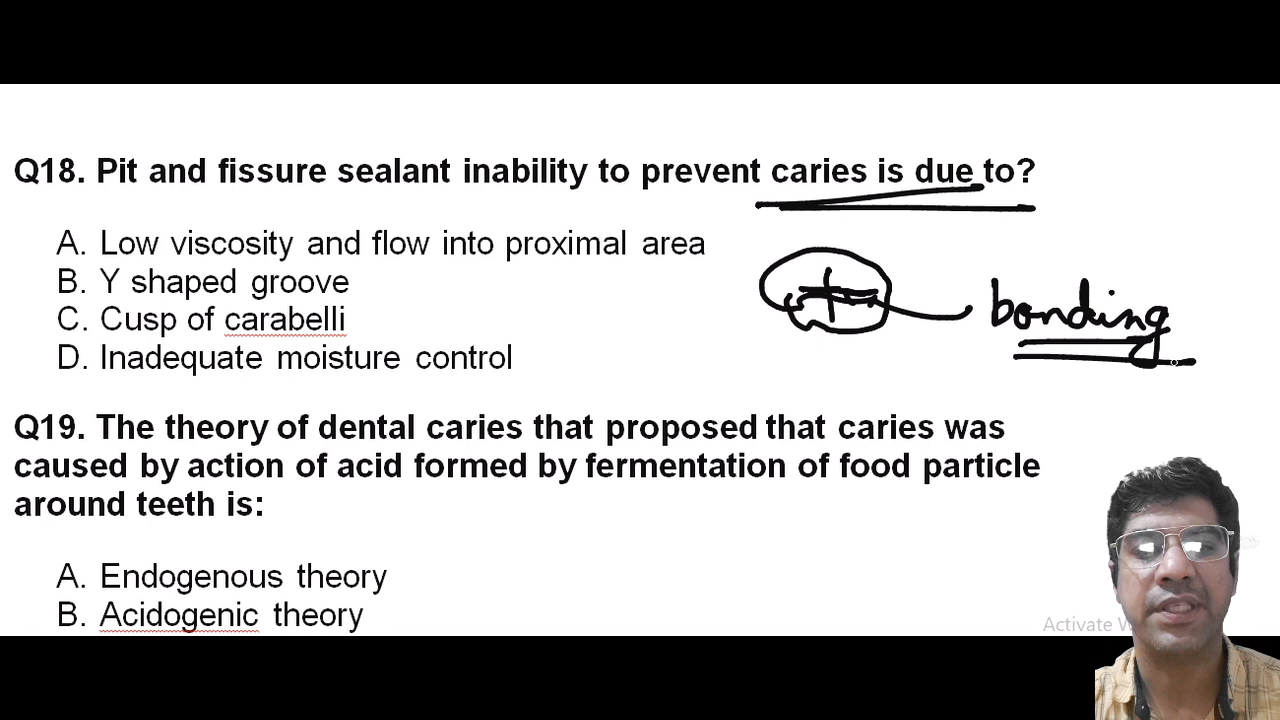 Q18. Pit and fissure sealant inability to prevent caries is due to?
A. Low viscosity and flow into proximal area
B. Y shaped groove
C. Cusp of carabelli
D. Inadequate moisture control
bonding
Q19. The theory of dental caries that proposed that caries was
caused by action of acid formed by fermentation of food particle
around teeth is:
A. Endogenous theory
B. Acidogenic theory
Activate